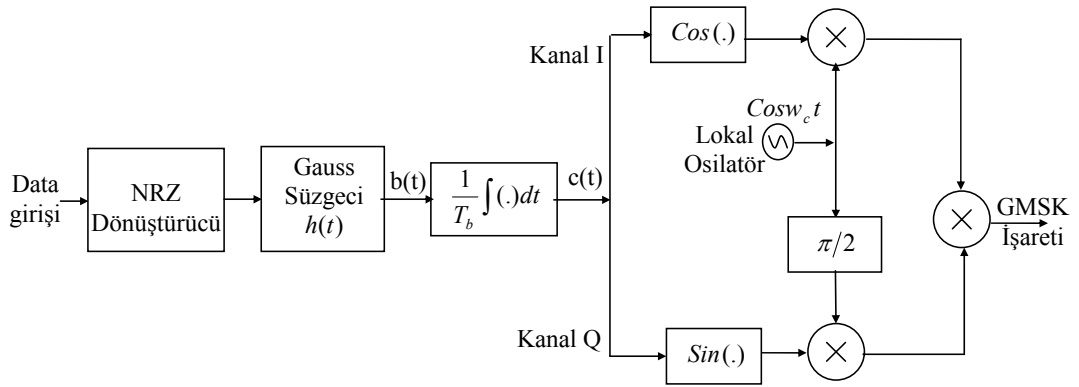 Data
girişi
NRZ
Dönüştürücü
Gauss
Süzgeci
h(t)
b(t)
1/T_b ∫(.)dt
c(t)
Kanal I
Cos(.)
×
Cosw_c t
Lokal
Osilatör
π/2
Kanal Q
Sin(.)
×
×
GMSK
İşareti